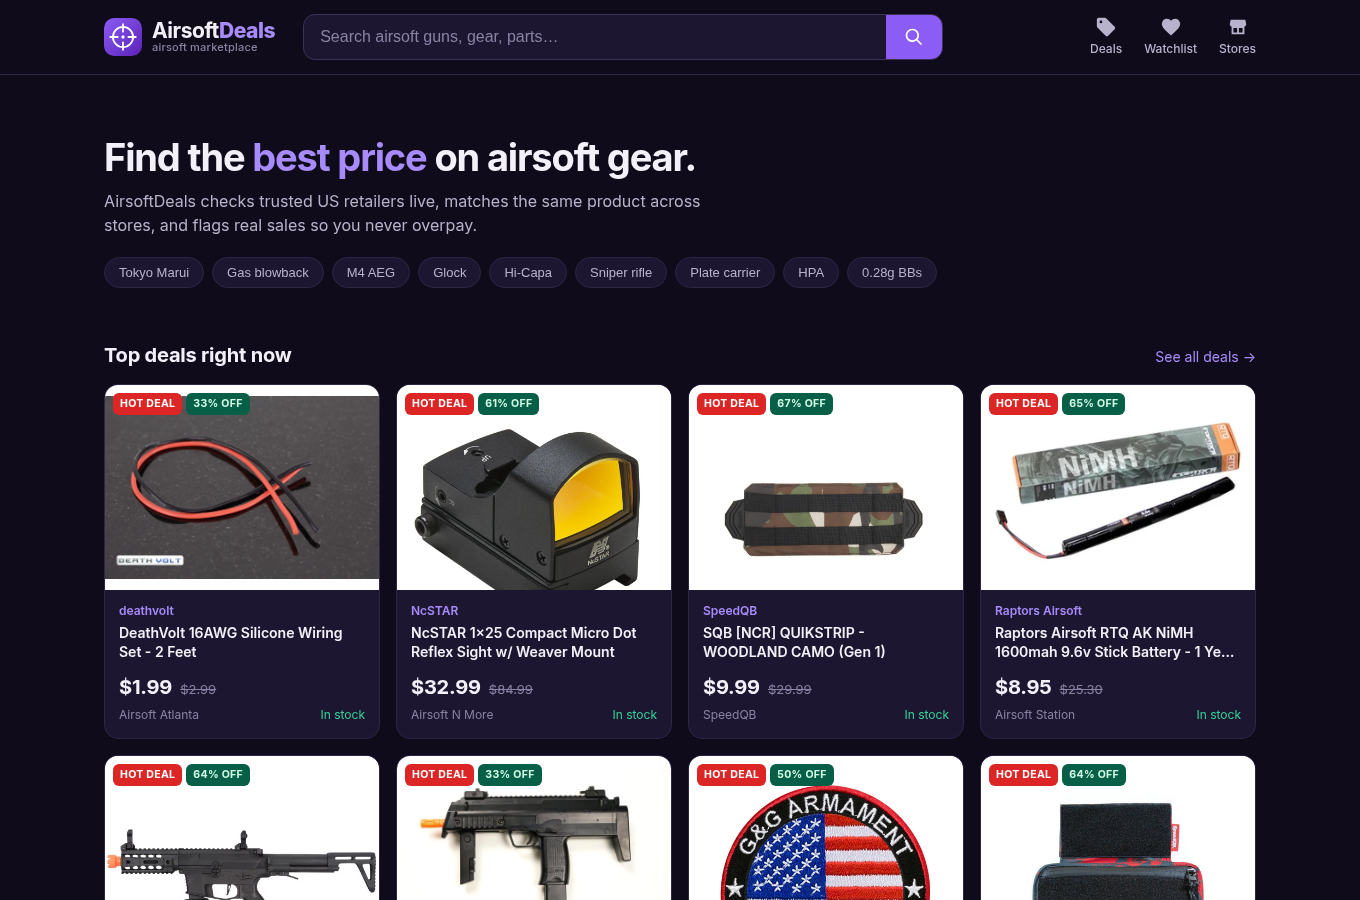 AirsoftDeals
airsoft marketplace
Search airsoft guns, gear, parts…
Deals
Watchlist
Stores
Find the best price on airsoft gear.
AirsoftDeals checks trusted US retailers live, matches the same product across
stores, and flags real sales so you never overpay.
Tokyo Marui
Gas blowback
M4 AEG
Glock
Hi-Capa
Sniper rifle
Plate carrier
HPA
0.28g BBs
Top deals right now
See all deals →
HOT DEAL
33% OFF
DEATH VOLT
deathvolt
DeathVolt 16AWG Silicone Wiring
Set - 2 Feet
$1.99 $2.99
Airsoft Atlanta
In stock
HOT DEAL
61% OFF
UP
NcSTAR
NcSTAR
NcSTAR 1×25 Compact Micro Dot
Reflex Sight w/ Weaver Mount
$32.99 $84.99
Airsoft N More
In stock
HOT DEAL
67% OFF
SpeedQB
SQB [NCR] QUIKSTRIP -
WOODLAND CAMO (Gen 1)
$9.99 $29.99
SpeedQB
In stock
HOT DEAL
65% OFF
NiMH
NiMH
Raptors Airsoft
Raptors Airsoft RTQ AK NiMH
1600mah 9.6v Stick Battery - 1 Ye…
$8.95 $25.30
Airsoft Station
In stock
HOT DEAL
64% OFF
HOT DEAL
33% OFF
HOT DEAL
50% OFF
G&G ARMAMENT
HOT DEAL
64% OFF